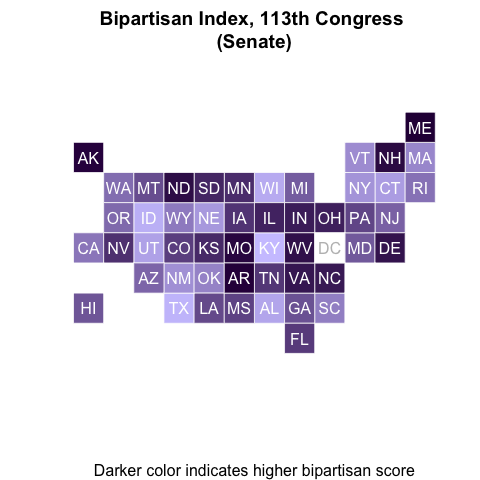 Bipartisan Index, 113th Congress
(Senate)
ME
AK VT NH MA
WA MT ND SD MN WI MI NY CT RI
OR ID WY NE IA IL IN OH PA NJ
CA NV UT CO KS MO KY WV DC MD DE
AZ NM OK AR TN VA NC
HI TX LA MS AL GA SC
FL
Darker color indicates higher bipartisan score